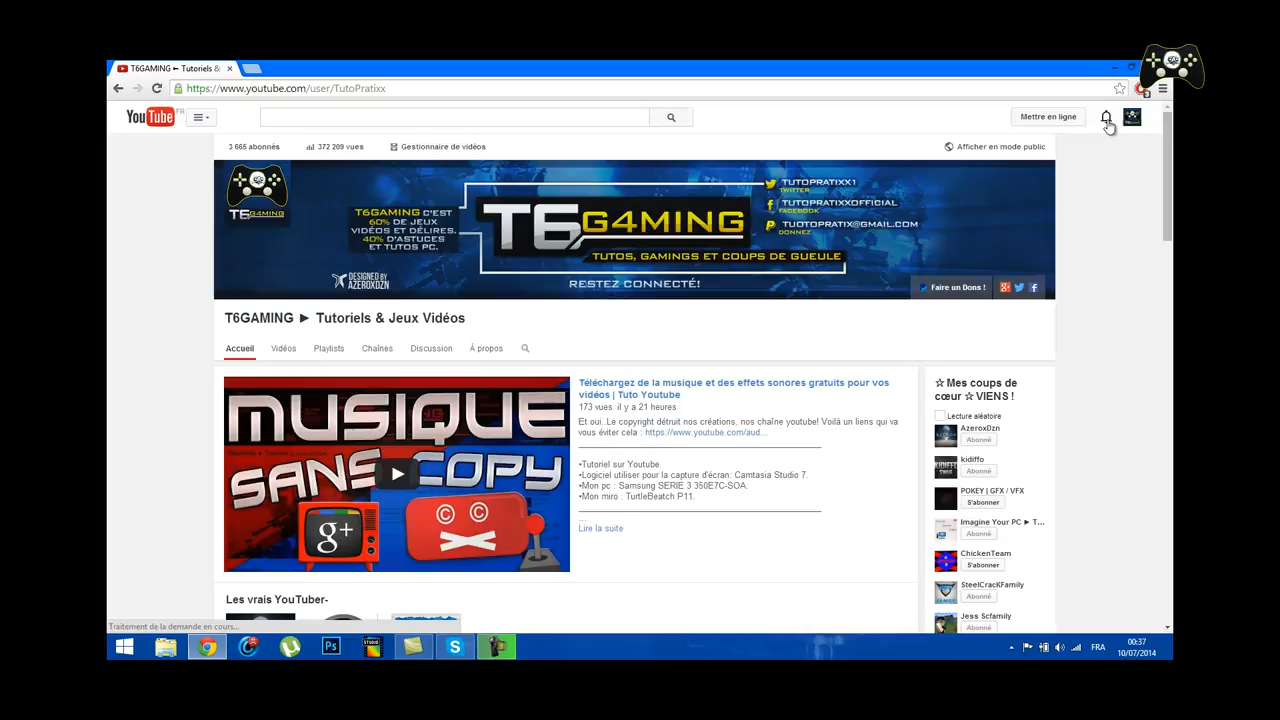 T6GAMING ► Tutoriels &
https://www.youtube.com/user/TutoPratixx
YouTube FR
Mettre en ligne
3 665 abonnés
372 209 vues
Gestionnaire de vidéos
Afficher en mode public
T6G4MING
T6GAMING C'EST
60% DE JEUX
VIDÉOS ET DÉLIRES.
40% D'ASTUCES
ET TUTOS PC.
DESIGNED BY
AZEROXDZN
T6G4MING
TUTOS, GAMINGS ET COUPS DE GUEULE
RESTEZ CONNECTÉ!
TUTOPRATIXX1
TWITTER
TUTOPRATIXXOFFICIAL
FACEBOOK
TUOTOPRATIX@GMAIL.COM
DONNEZ
Faire un Dons !
T6GAMING ► Tutoriels & Jeux Vidéos
Accueil
Vidéos
Playlists
Chaînes
Discussion
À propos
MUSIQUE
SANS COPY
g+
© ©
Téléchargez de la musique et des effets sonores gratuits pour vos
vidéos | Tuto Youtube
173 vues il y a 21 heures
Et oui..Le copyright détruit nos créations, nos chaîne youtube! Voilà un liens qui va
vous éviter cela : https://www.youtube.com/aud...
•Tutoriel sur Youtube.
•Logiciel utiliser pour la capture d'écran: Camtasia Studio 7.
•Mon pc : Samsung SERIE 3 350E7C-SOA.
•Mon miro : TurtleBeatch P11.
...
Lire la suite
Les vrais YouTuber-
☆ Mes coups de
cœur ☆ VIENS !
Lecture aléatoire
AzeroxDzn
Abonné
kidiffo
Abonné
POKEY | GFX / VFX
S'abonner
Imagine Your PC ► T...
Abonné
ChickenTeam
S'abonner
SteelCracKFamily
Abonné
Jess Scfamily
Abonné
Traitement de la demande en cours...
Ps
STUDIO
FRA
00:37
10/07/2014